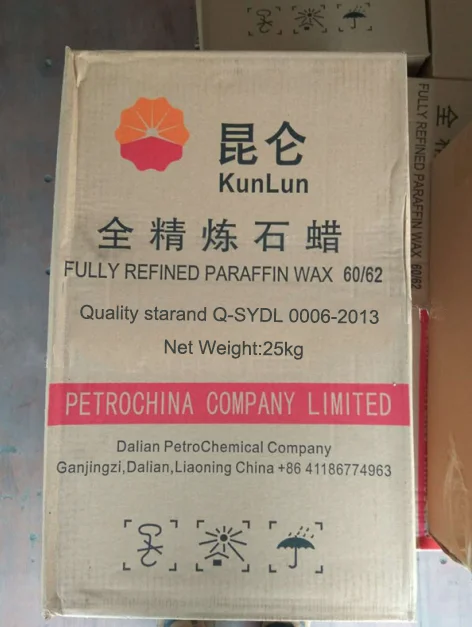 昆仑
KunLun
全精炼石蜡
FULLY REFINED PARAFFIN WAX 60/62
Quality starand Q-SYDL 0006-2013
Net Weight:25kg
PETROCHINA COMPANY LIMITED
Dalian PetroChemical Company
Ganjingzi,Dalian,Liaoning China +86 41186774963
全精
FULLY REFINED PARAFFIN WAX 60/62